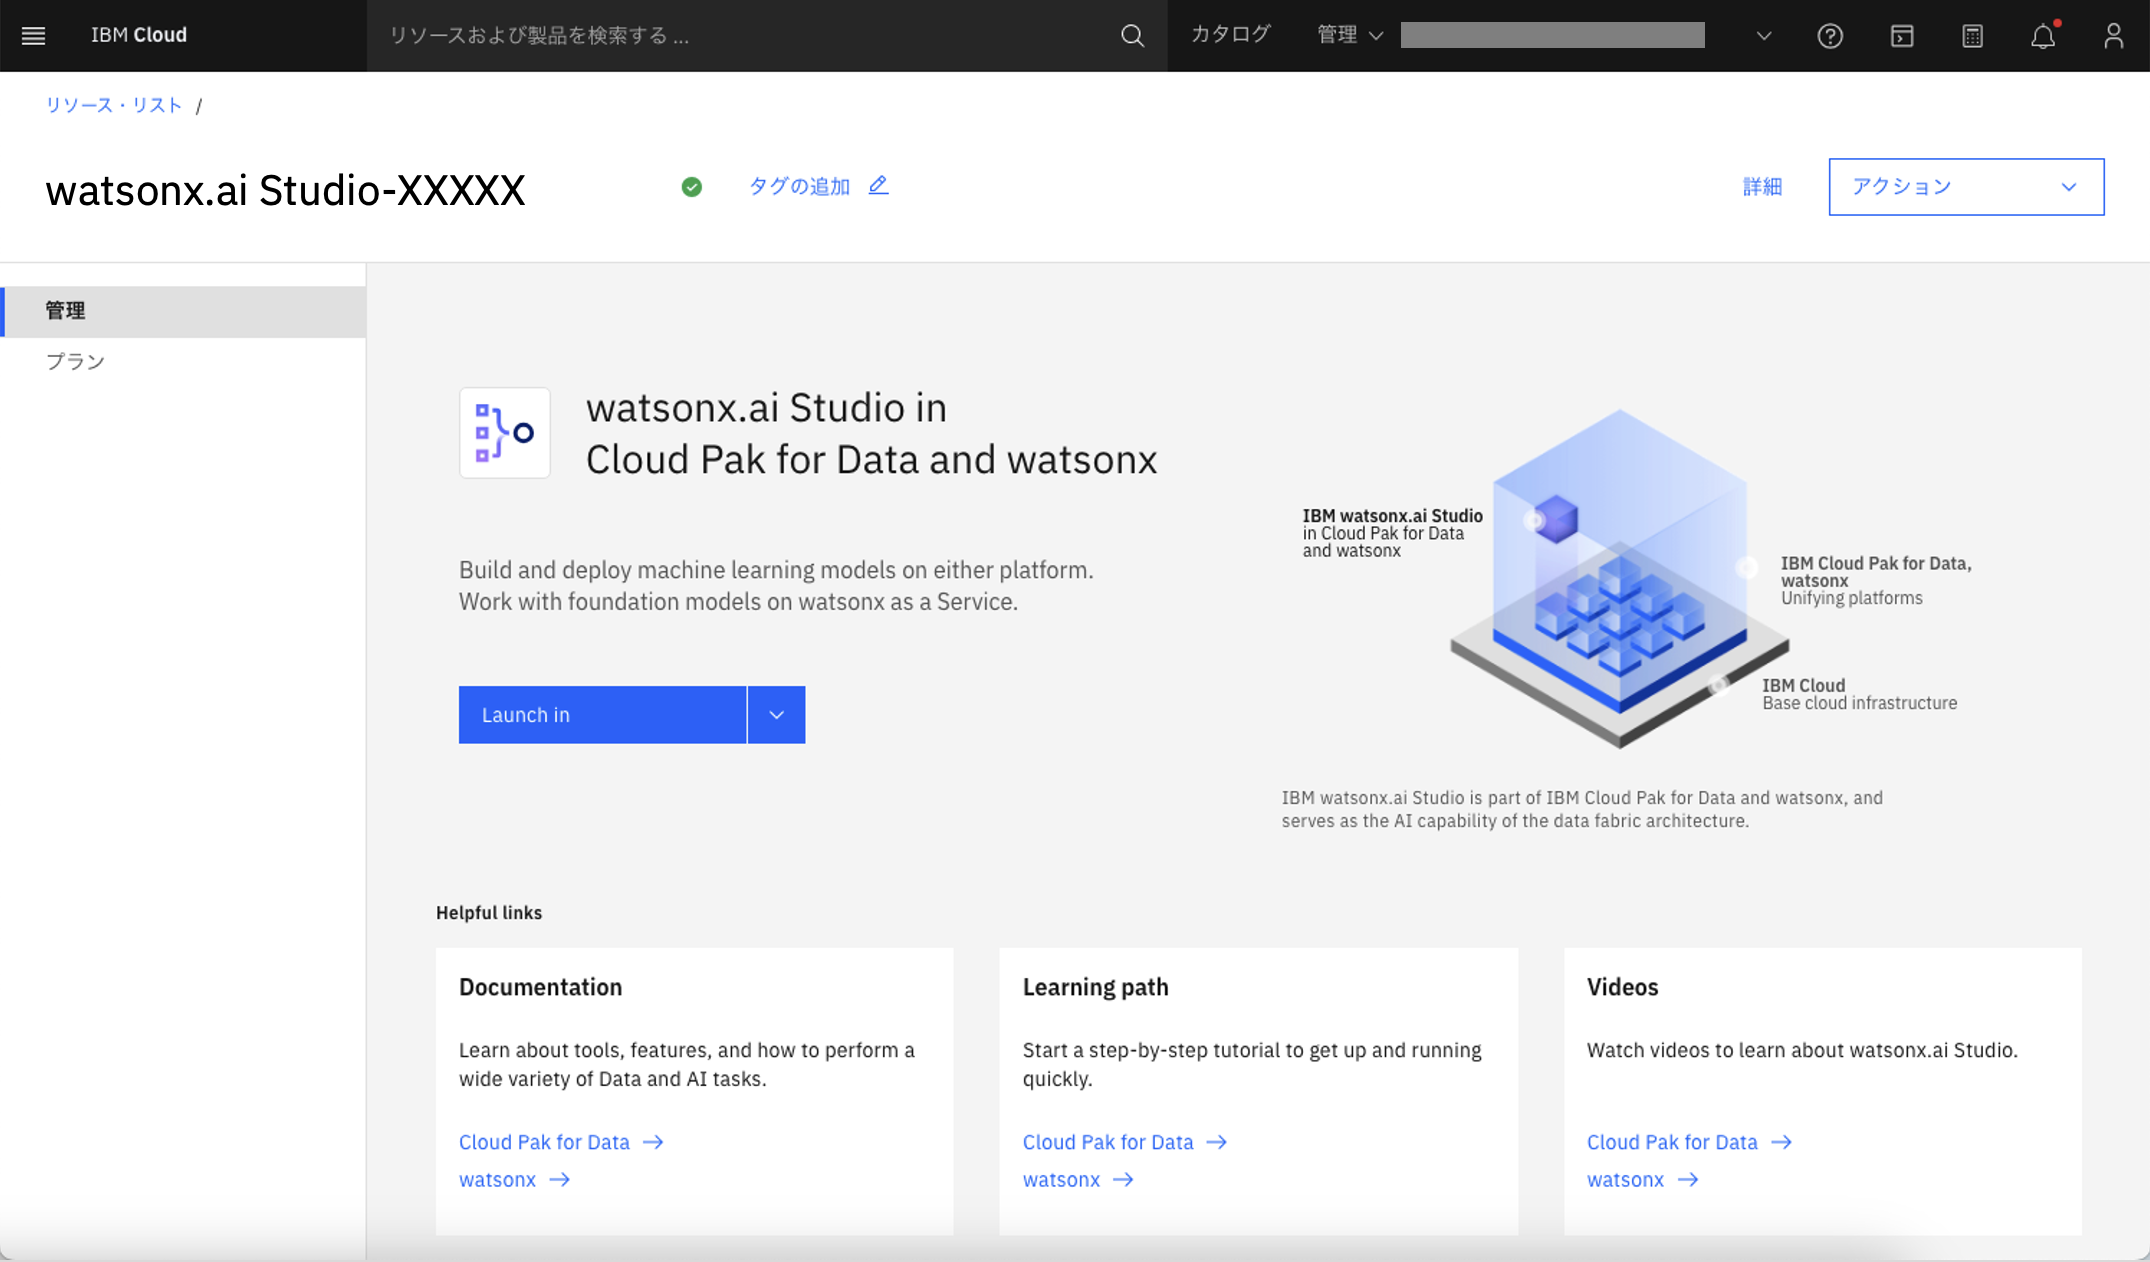 IBM Cloud
リソースおよび製品を検索する ...
カタログ
管理
リソース・リスト /
watsonx.ai Studio-XXXXX
タグの追加
詳細
アクション
管理
プラン
watsonx.ai Studio in
Cloud Pak for Data and watsonx
Build and deploy machine learning models on either platform.
Work with foundation models on watsonx as a Service.
Launch in
IBM watsonx.ai Studio
in Cloud Pak for Data
and watsonx
IBM Cloud Pak for Data,
watsonx
Unifying platforms
IBM Cloud
Base cloud infrastructure
IBM watsonx.ai Studio is part of IBM Cloud Pak for Data and watsonx, and
serves as the AI capability of the data fabric architecture.
Helpful links
Documentation
Learn about tools, features, and how to perform a
wide variety of Data and AI tasks.
Cloud Pak for Data
watsonx
Learning path
Start a step-by-step tutorial to get up and running
quickly.
Cloud Pak for Data
watsonx
Videos
Watch videos to learn about watsonx.ai Studio.
Cloud Pak for Data
watsonx